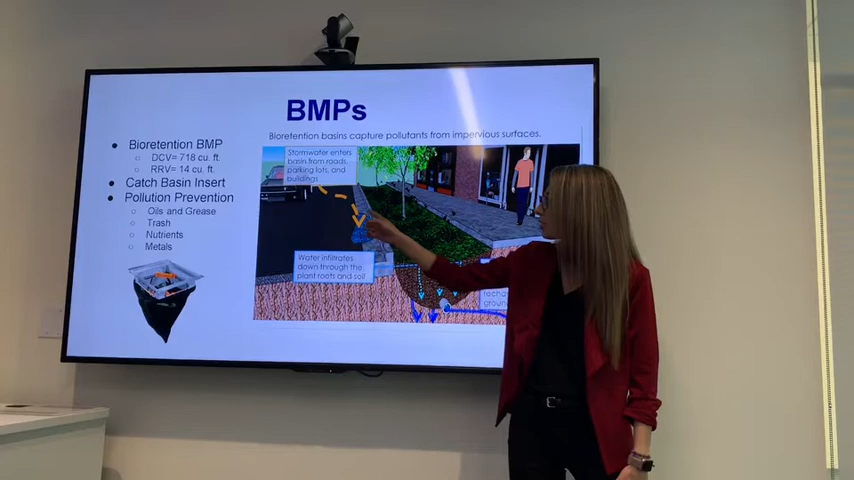 BMPs
Bioretention BMP
DCV= 718 cu. ft.
RRV= 14 cu. ft.
Catch Basin Insert
Pollution Prevention
Oils and Grease
Trash
Nutrients
Metals
Bioretention basins capture pollutants from impervious surfaces.
Stormwater enters
basin from roads,
parking lots, and
buildings
Water infiltrates
down through the
plant roots and soil